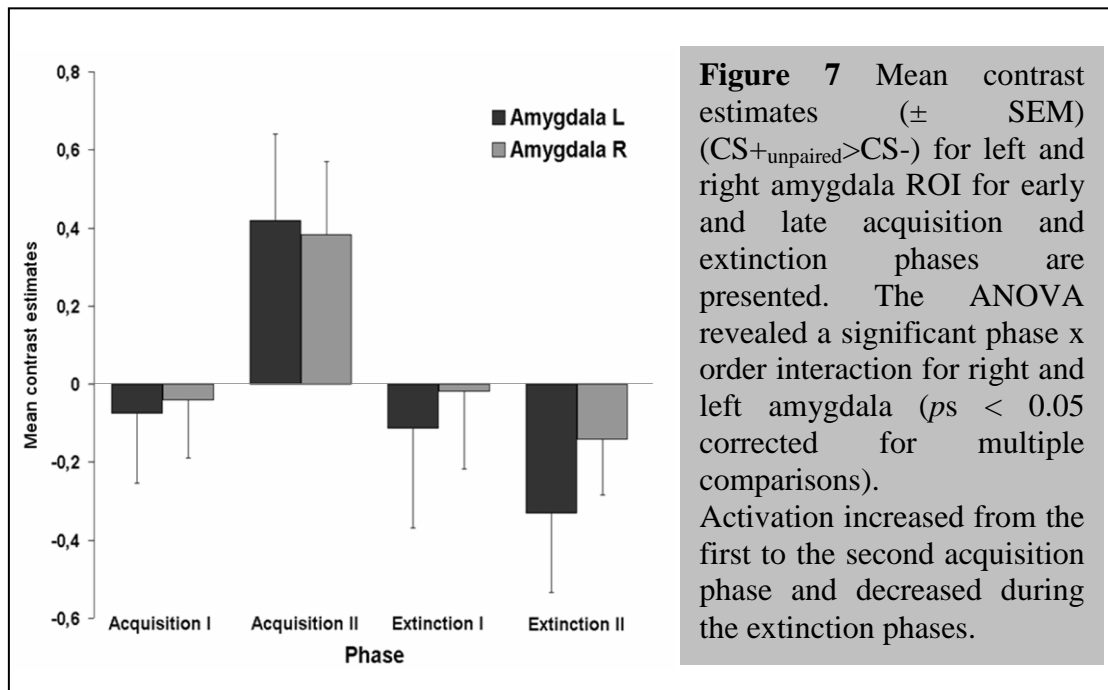 0,8
0,6
0,4
0,2
0
-0,2
-0,4
-0,6
Mean contrast estimates
Amygdala L
Amygdala R
Acquisition I Acquisition II Extinction I Extinction II
Phase
Figure 7 Mean contrast
estimates (± SEM)
(CS+unpaired>CS-) for left and
right amygdala ROI for early
and late acquisition and
extinction phases are
presented. The ANOVA
revealed a significant phase x
order interaction for right and
left amygdala (ps < 0.05
corrected for multiple
comparisons).
Activation increased from the
first to the second acquisition
phase and decreased during
the extinction phases.